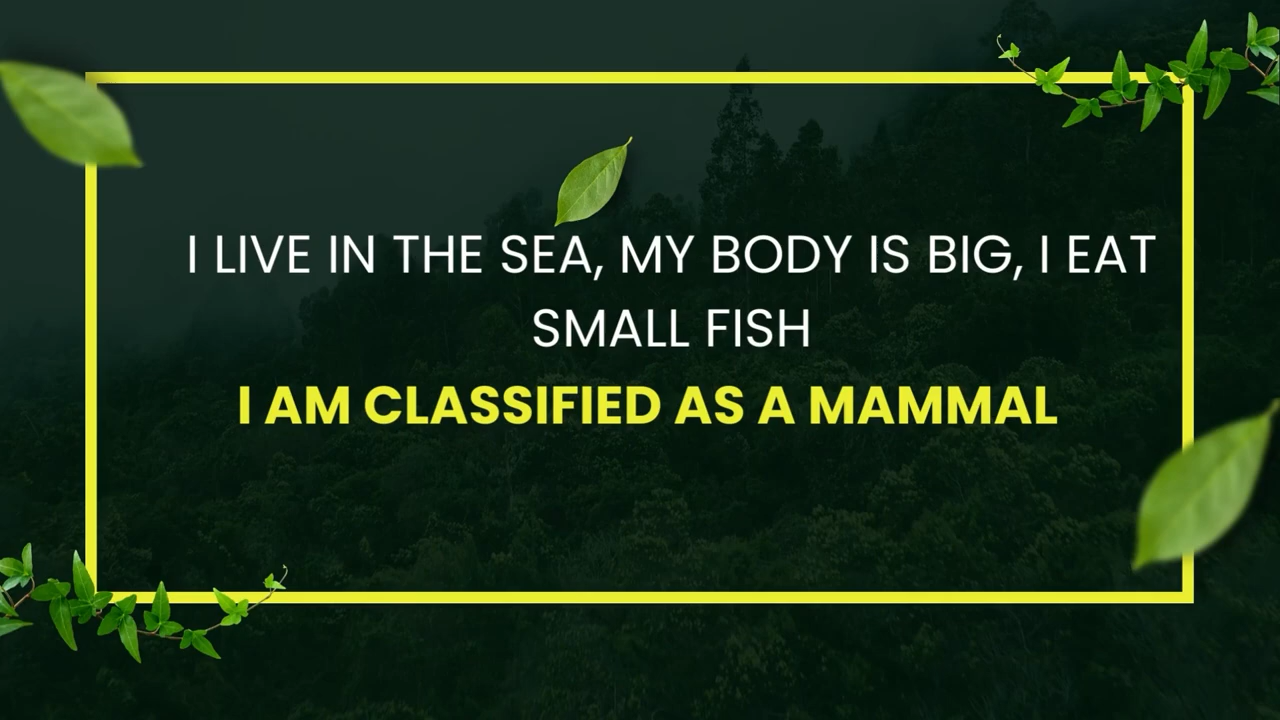 I LIVE IN THE SEA, MY BODY IS BIG, I EAT
SMALL FISH
I AM CLASSIFIED AS A MAMMAL